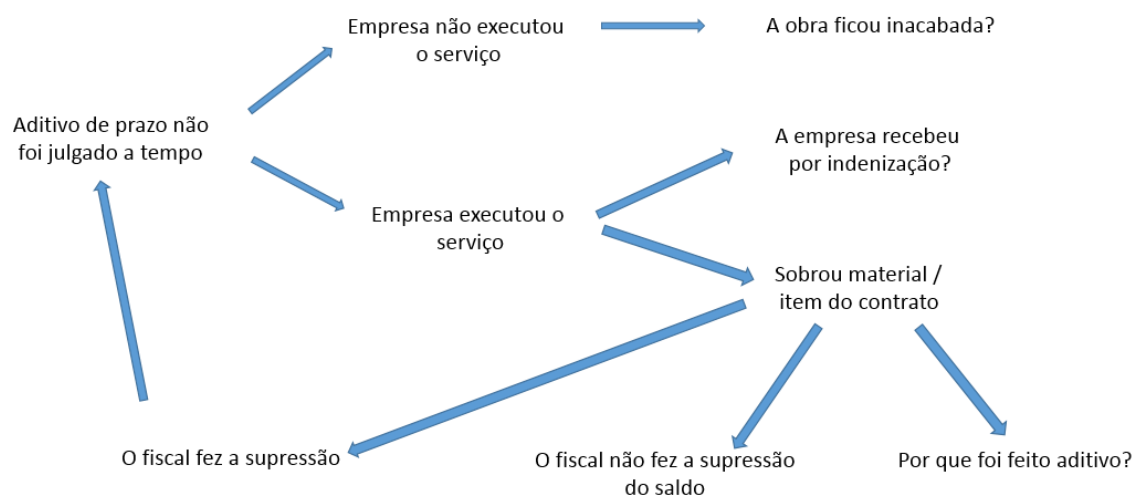 Empresa não executou
o serviço
A obra ficou inacabada?
Aditivo de prazo não
foi julgado a tempo
A empresa recebeu
por indenização?
Empresa executou o
serviço
Sobrou material /
item do contrato
O fiscal fez a supressão
O fiscal não fez a supressão
do saldo
Por que foi feito aditivo?